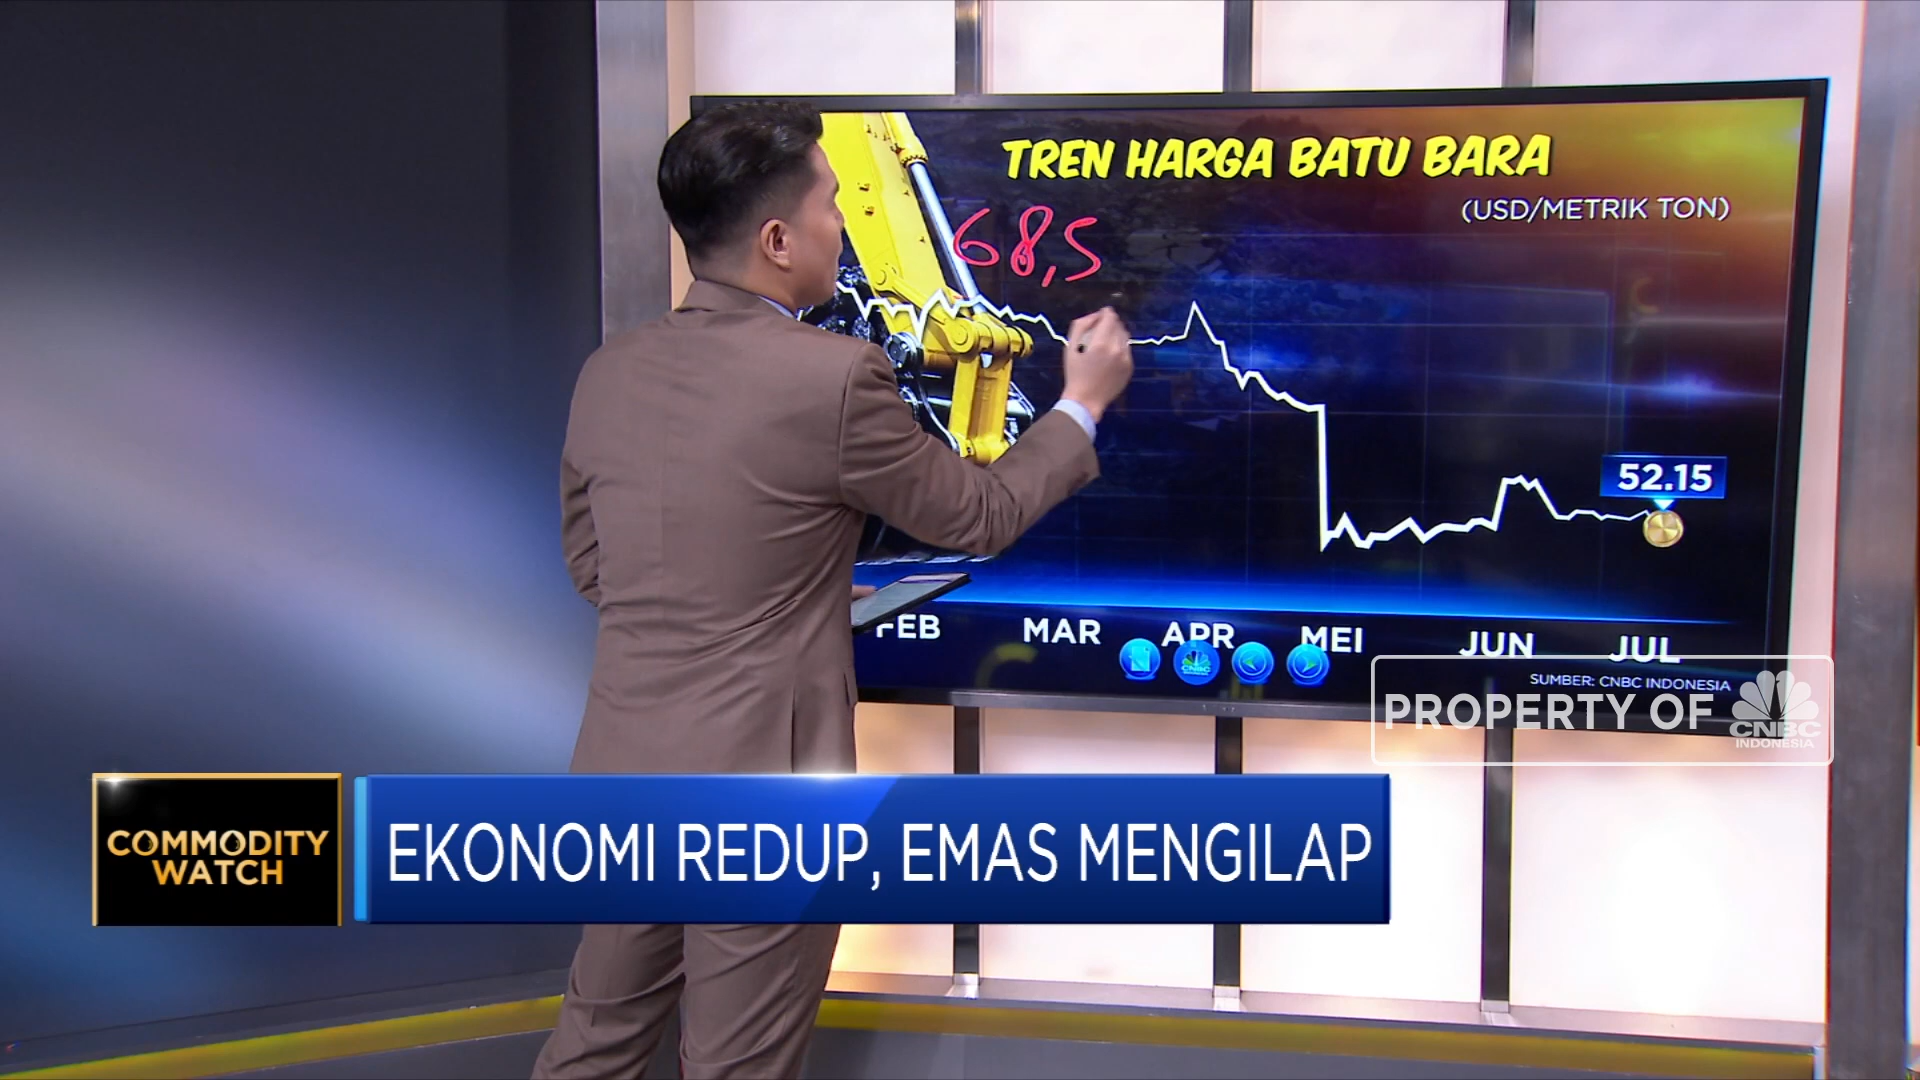 TREN HARGA BATU BARA
(USD/METRIK TON)
68,5
52.15
FEB MAR APR MEI JUN JUL
SUMBER: CNBC INDONESIA
PROPERTY OF CNBC INDONESIA
COMMODITY
WATCH
EKONOMI REDUP, EMAS MENGILAP